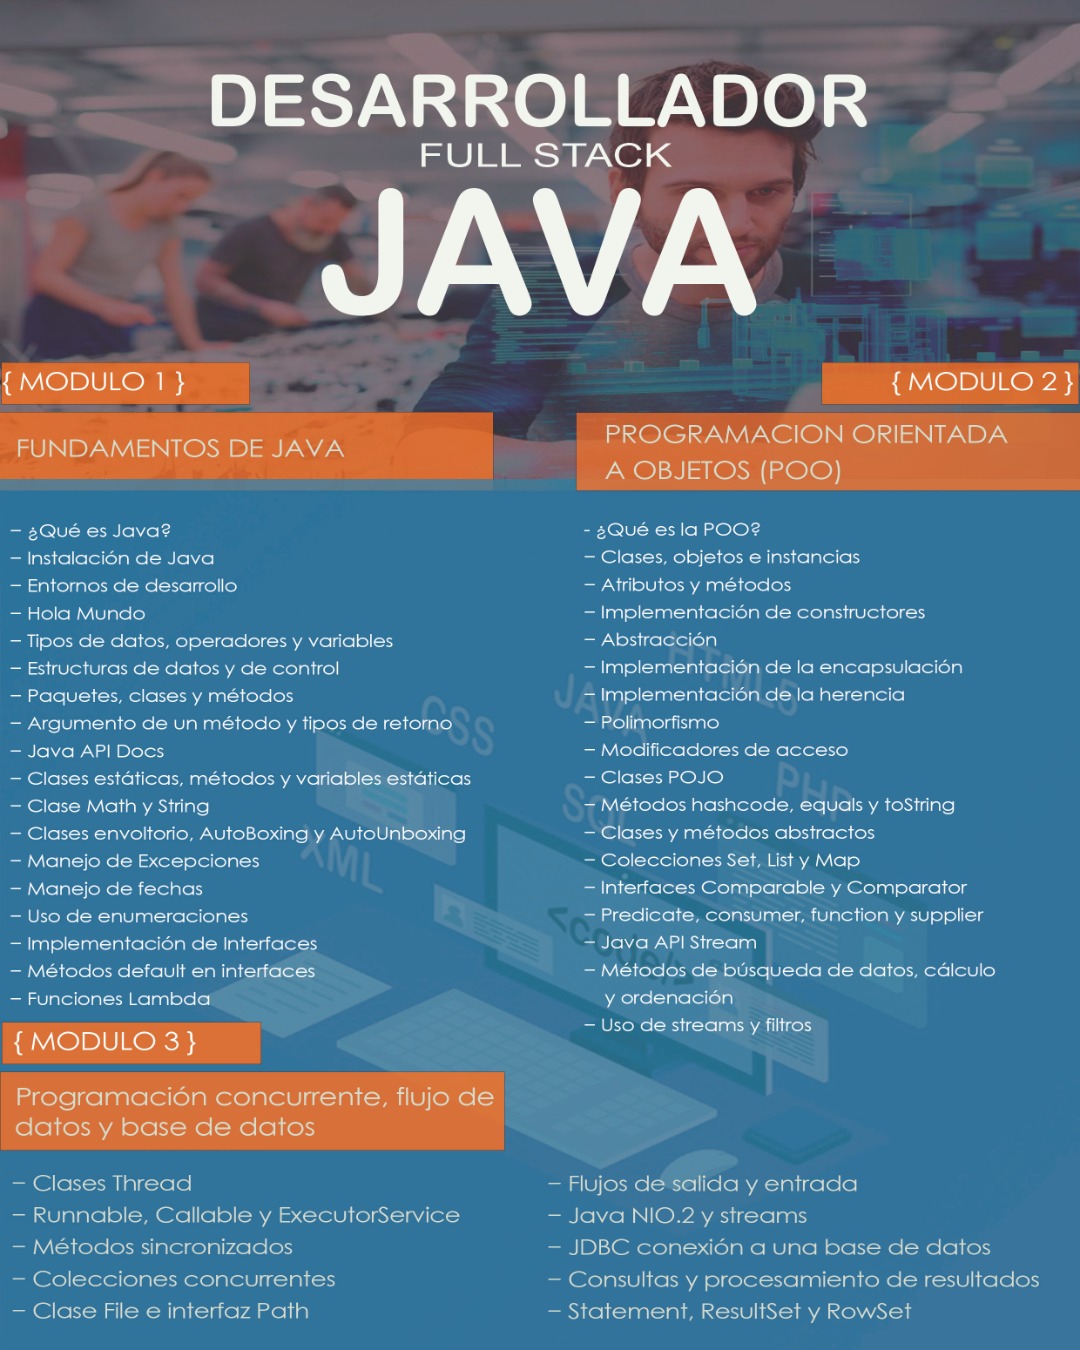 DESARROLLADOR
FULL STACK
JAVA
{ MODULO 1 }
FUNDAMENTOS DE JAVA
– ¿Qué es Java?
– Instalación de Java
– Entornos de desarrollo
– Hola Mundo
– Tipos de datos, operadores y variables
– Estructuras de datos y de control
– Paquetes, clases y métodos
– Argumento de un método y tipos de retorno
– Java API Docs
– Clases estáticas, métodos y variables estáticas
– Clase Math y String
– Clases envoltorio, AutoBoxing y AutoUnboxing
– Manejo de Excepciones
– Manejo de fechas
– Uso de enumeraciones
– Implementación de Interfaces
– Métodos default en interfaces
– Funciones Lambda
{ MODULO 2 }
PROGRAMACION ORIENTADA
A OBJETOS (POO)
- ¿Qué es la POO?
– Clases, objetos e instancias
– Atributos y métodos
– Implementación de constructores
– Abstracción
– Implementación de la encapsulación
– Implementación de la herencia
– Polimorfismo
– Modificadores de acceso
– Clases POJO
– Métodos hashcode, equals y toString
– Clases y métodos abstractos
– Colecciones Set, List y Map
– Interfaces Comparable y Comparator
– Predicate, consumer, function y supplier
– Java API Stream
– Métodos de búsqueda de datos, cálculo
y ordenación
– Uso de streams y filtros
{ MODULO 3 }
Programación concurrente, flujo de
datos y base de datos
– Clases Thread
– Runnable, Callable y ExecutorService
– Métodos sincronizados
– Colecciones concurrentes
– Clase File e interfaz Path
– Flujos de salida y entrada
– Java NIO.2 y streams
– JDBC conexión a una base de datos
– Consultas y procesamiento de resultados
– Statement, ResultSet y RowSet
CSS
JAVA
HTML5
SQL
PHP
XML